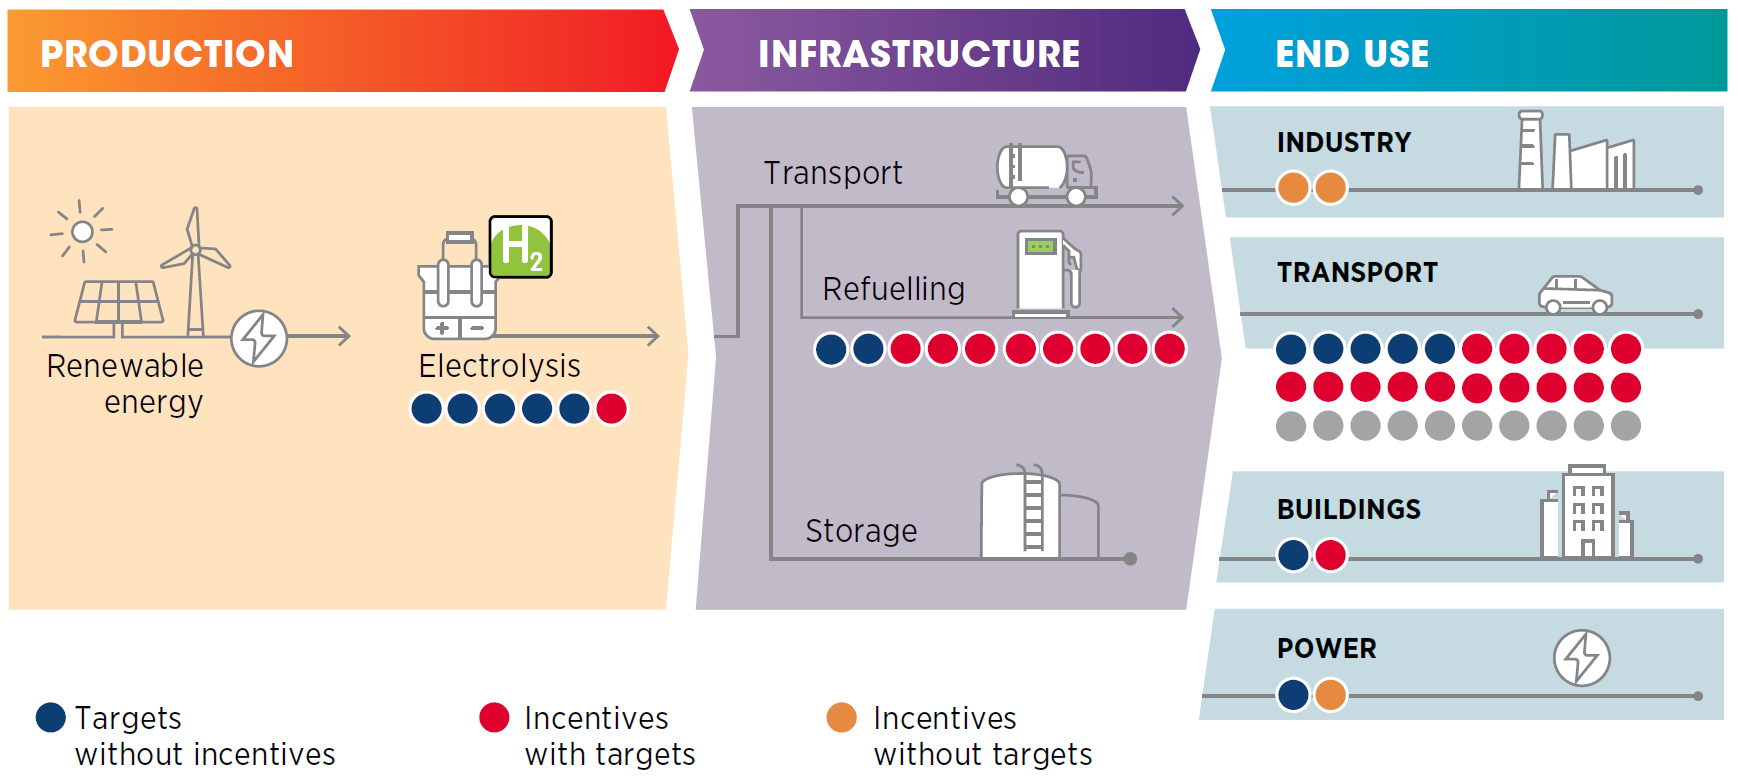 PRODUCTION
INFRASTRUCTURE
END USE
Renewable
energy
H2
+ −
Electrolysis
Transport
Refuelling
Storage
INDUSTRY
TRANSPORT
BUILDINGS
POWER
Targets
without incentives
Incentives
with targets
Incentives
without targets